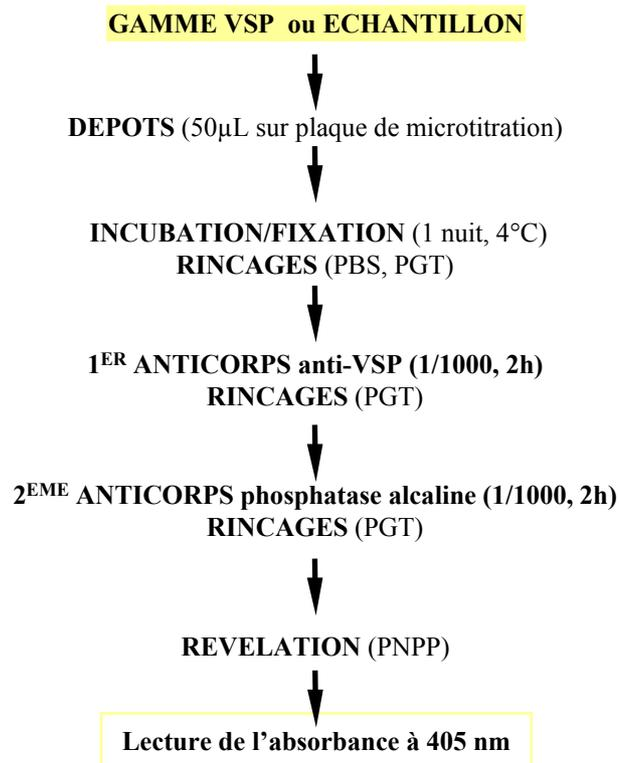 GAMME VSP ou ECHANTILLON
DEPOTS (50µL sur plaque de microtitration)
INCUBATION/FIXATION (1 nuit, 4°C)
RINCAGES (PBS, PGT)
1ER ANTICORPS anti-VSP (1/1000, 2h)
RINCAGES (PGT)
2EME ANTICORPS phosphatase alcaline (1/1000, 2h)
RINCAGES (PGT)
REVELATION (PNPP)
Lecture de l’absorbance à 405 nm